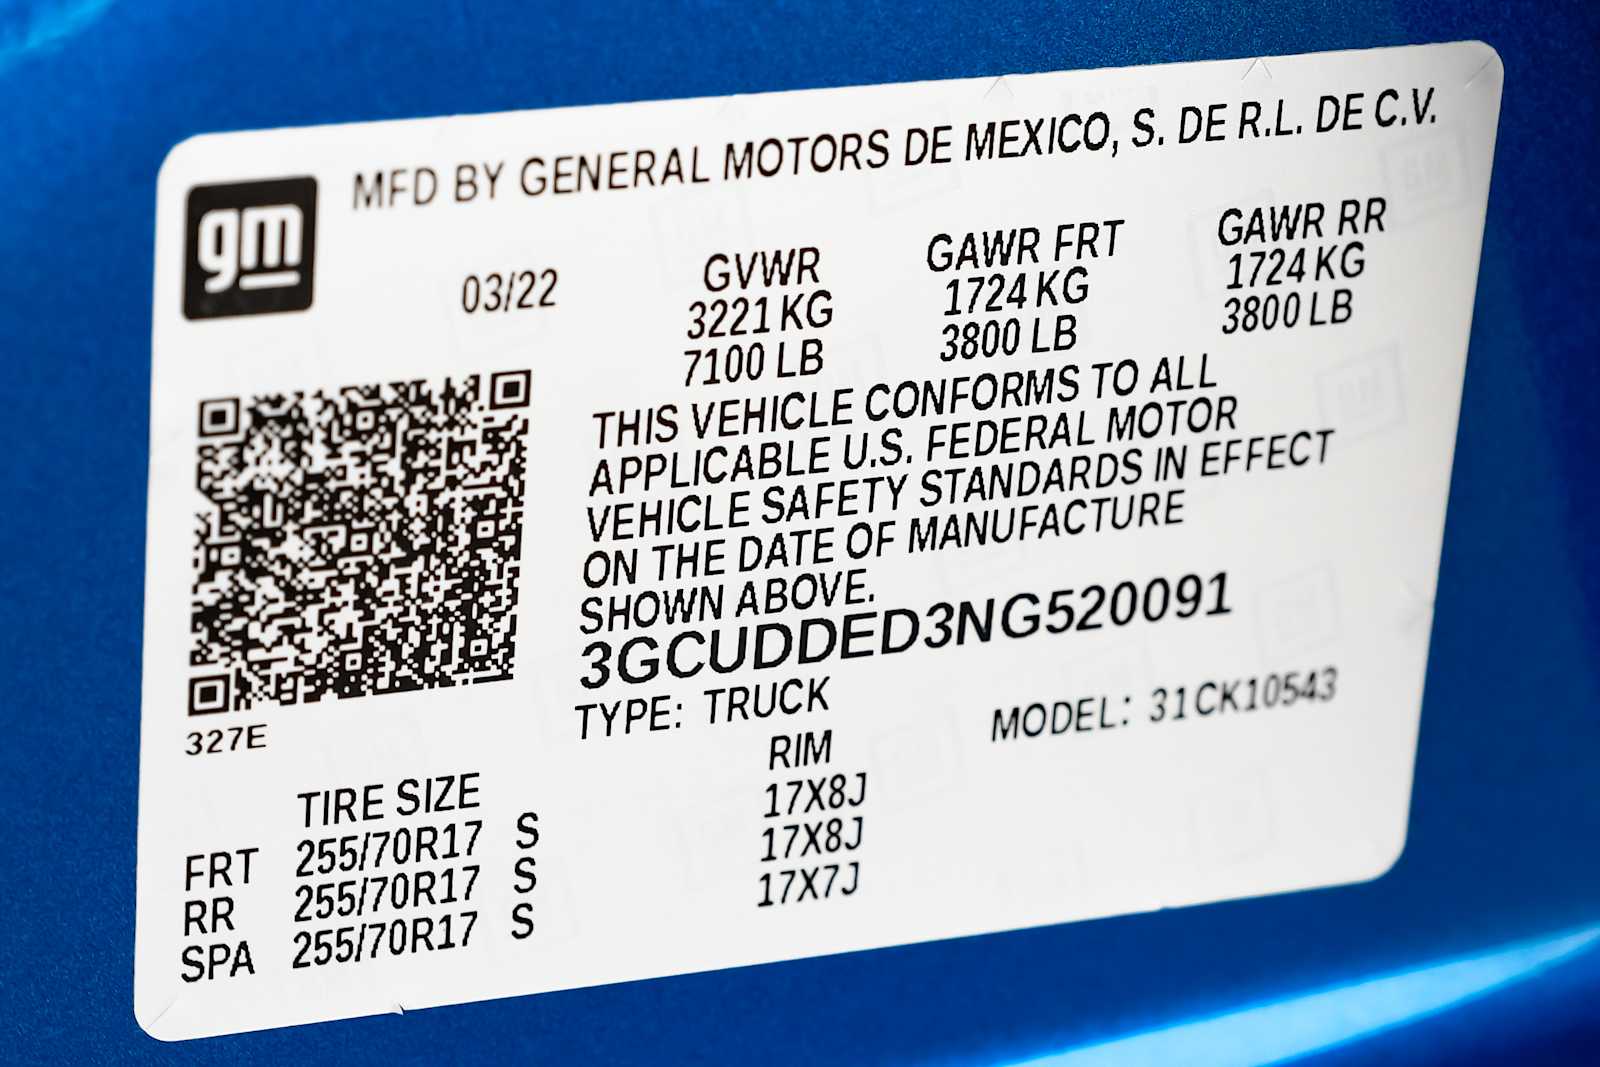 MFD BY GENERAL MOTORS DE MEXICO, S. DE R.L. DE C.V.
gm
03/22
GVWR
3221 KG
7100 LB
GAWR FRT
1724 KG
3800 LB
GAWR RR
1724 KG
3800 LB
THIS VEHICLE CONFORMS TO ALL
APPLICABLE U.S. FEDERAL MOTOR
VEHICLE SAFETY STANDARDS IN EFFECT
ON THE DATE OF MANUFACTURE
SHOWN ABOVE.
3GCUDDED3NG520091
TYPE: TRUCK
MODEL: 31CK10543
327E
TIRE SIZE RIM
FRT 255/70R17 S 17X8J
RR 255/70R17 S 17X8J
SPA 255/70R17 S 17X7J